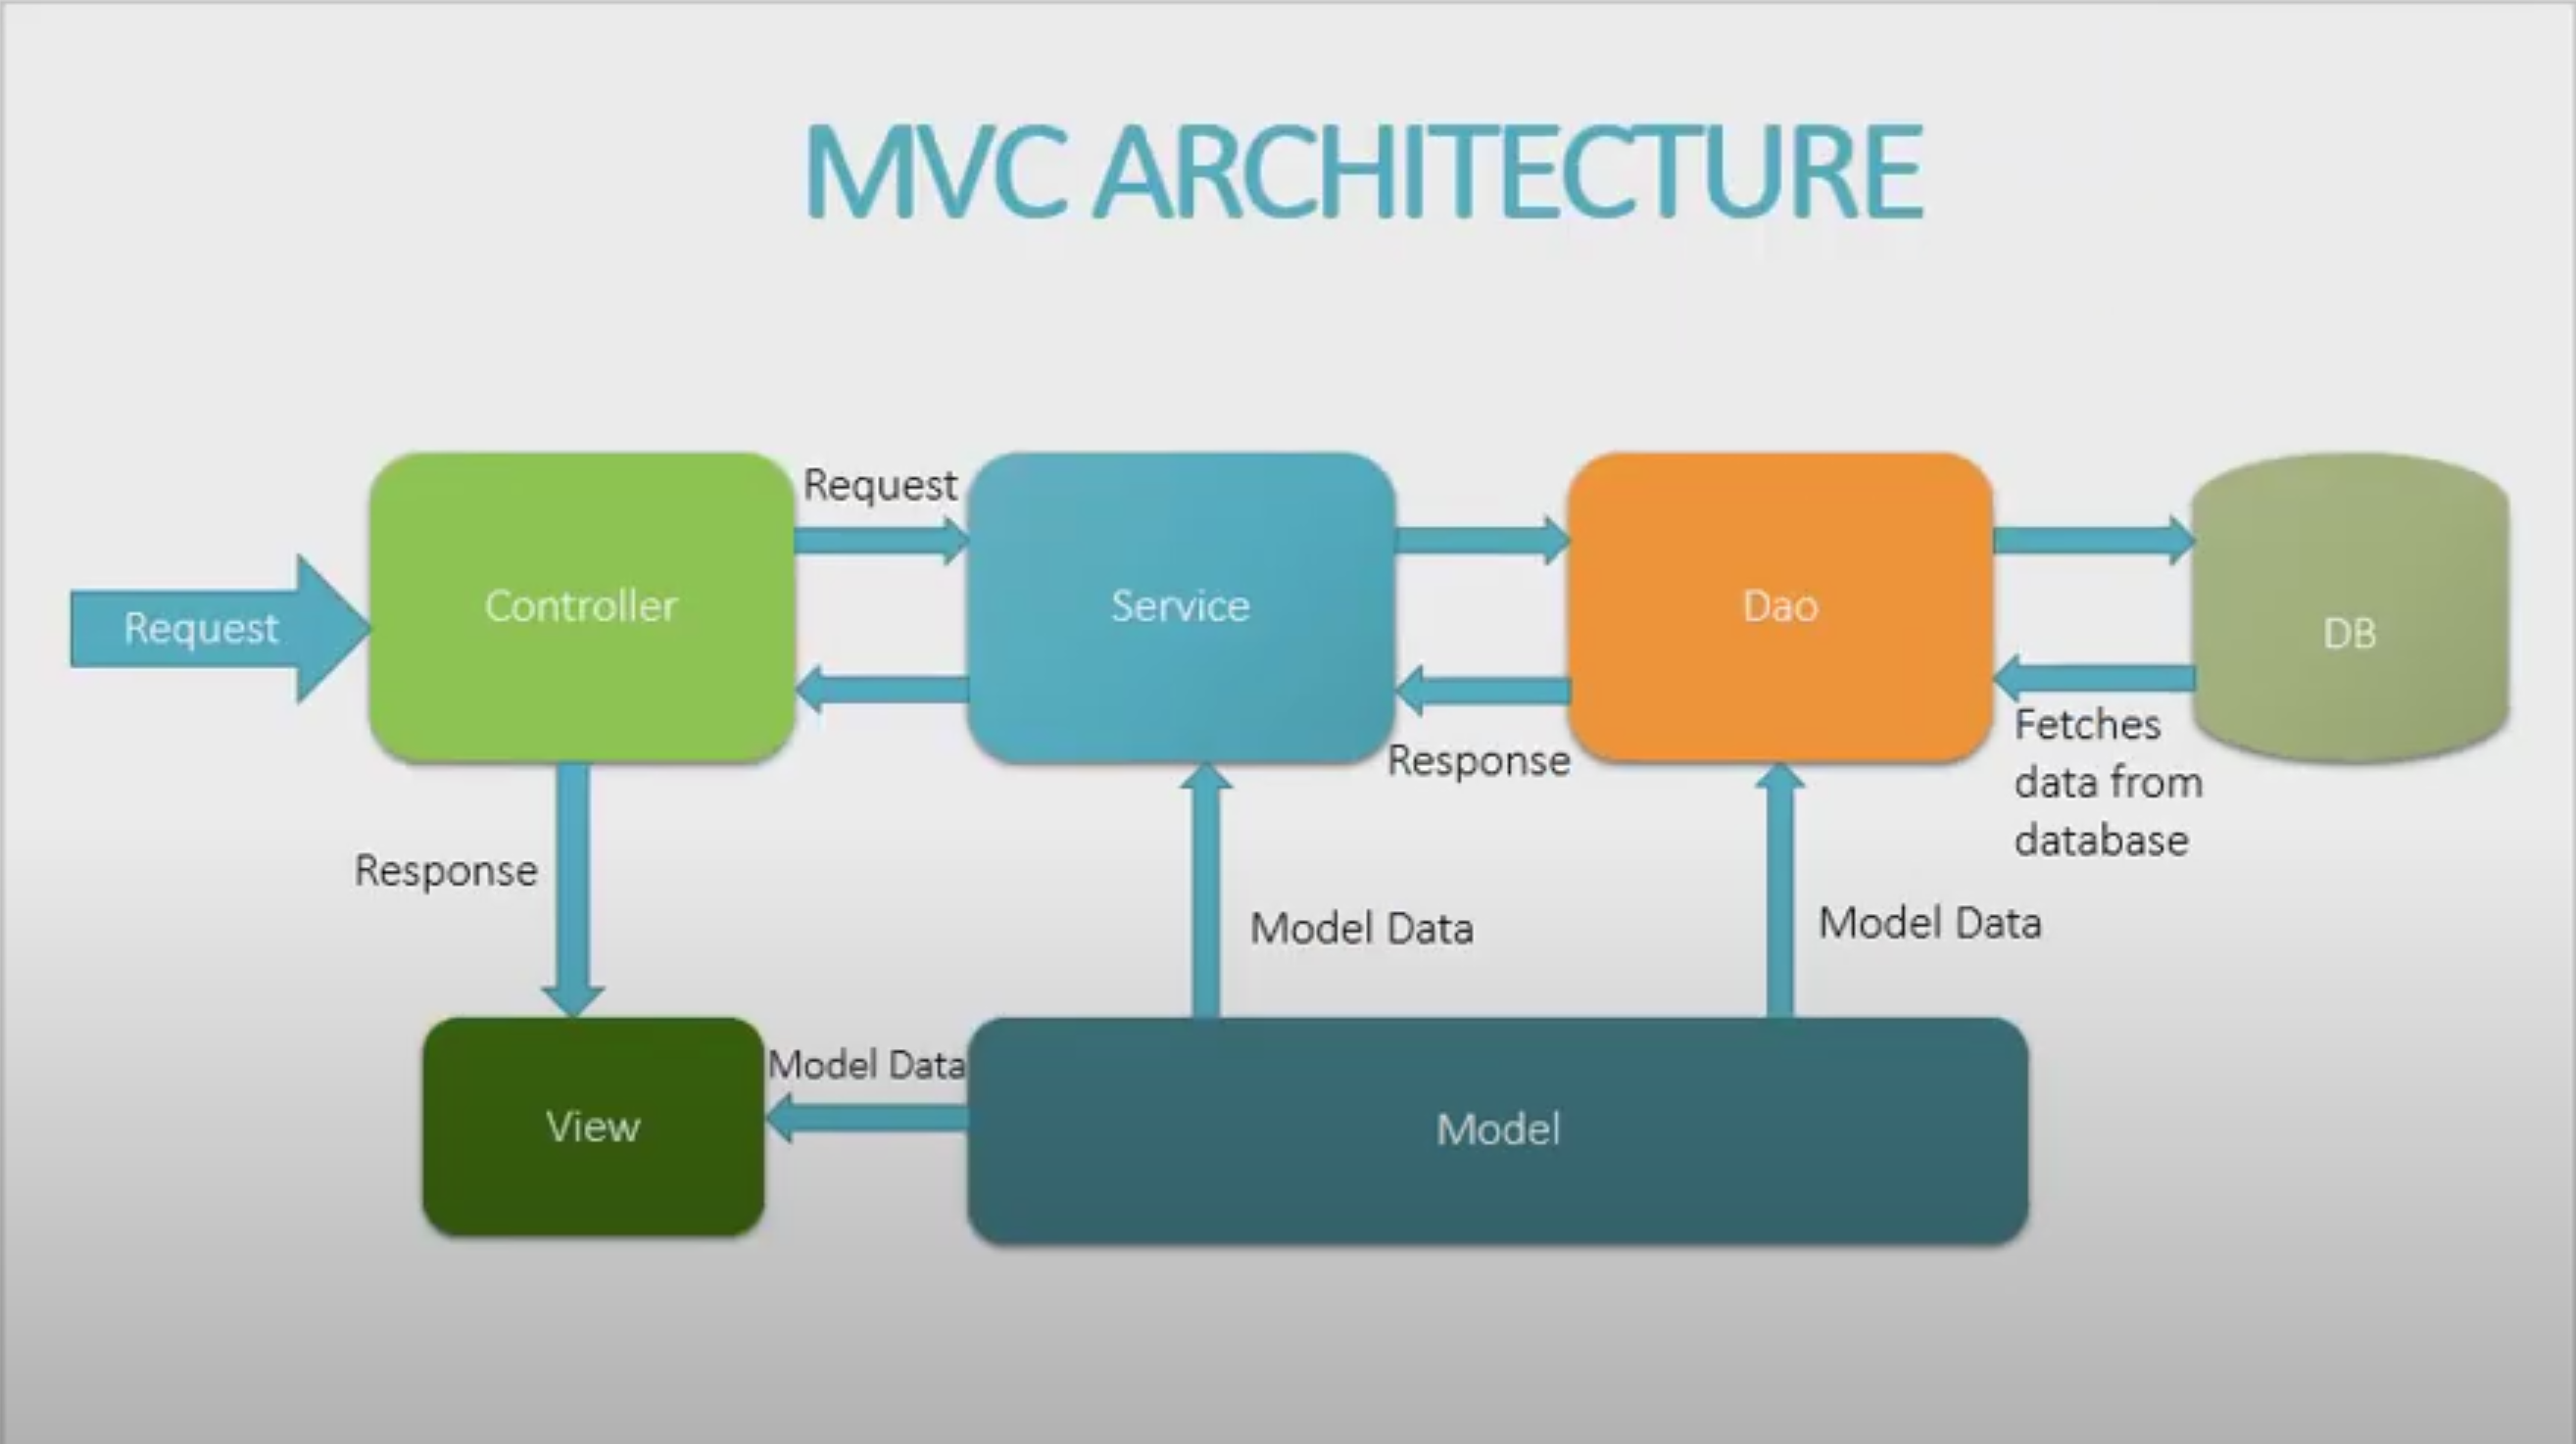 MVC ARCHITECTURE
Request
Controller
Request
Service
Dao
DB
Response
Fetches
data from
database
Response
Model Data
Model Data
View
Model Data
Model